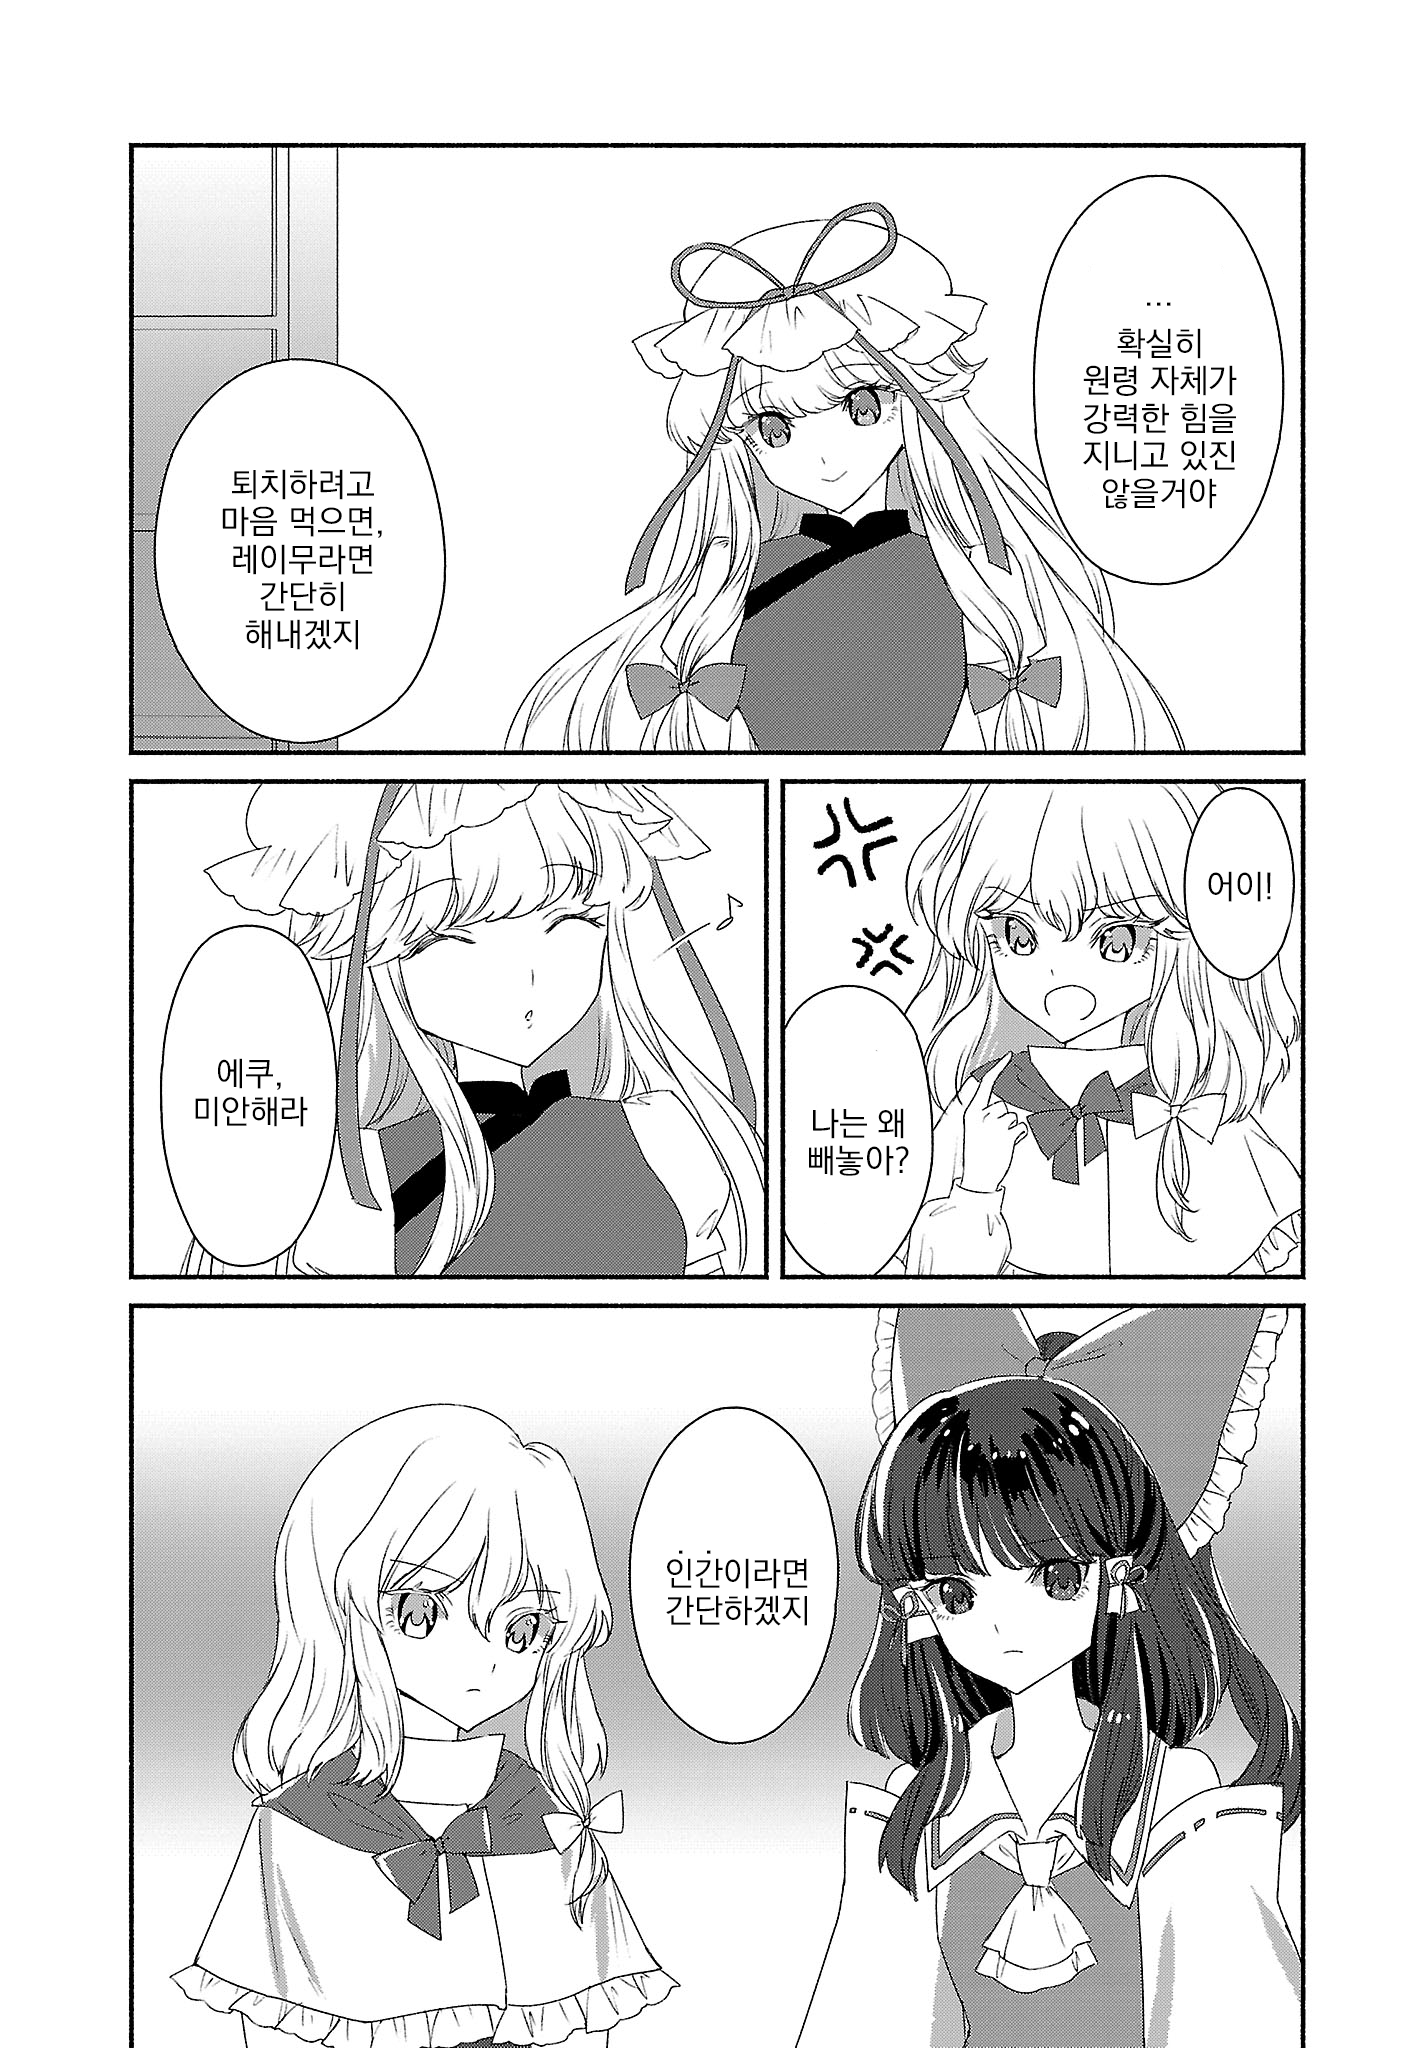 …
확실히
원령 자체가
강력한 힘을
지니고 있진
않을거야
퇴치하려고
마음 먹으면,
레이무라면
간단히
해내겠지
어이!
나는 왜
빼놓아?
에쿠,
미안해라
인간이라면
간단하겠지